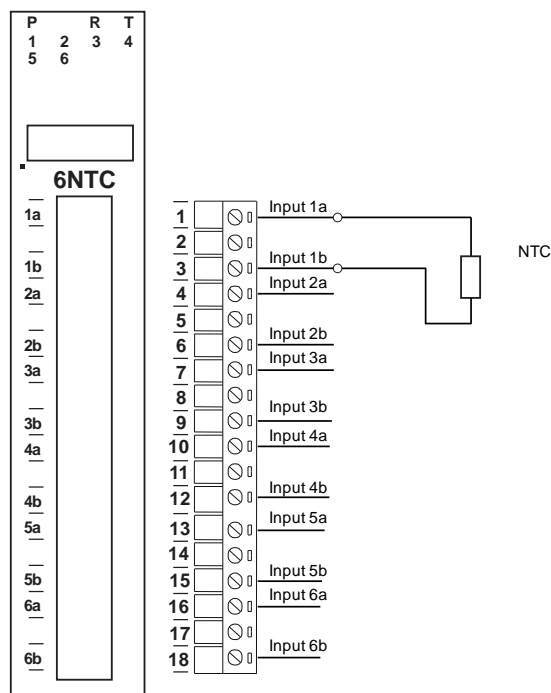 P R T
1 2 3 4
5 6
6NTC
1a
1b
2a
2b
3a
3b
4a
4b
5a
5b
6a
6b
1 Input 1a
2
3 Input 1b
4 Input 2a
5
6 Input 2b
7 Input 3a
8
9 Input 3b
10 Input 4a
11
12 Input 4b
13 Input 5a
14
15 Input 5b
16 Input 6a
17
18 Input 6b
NTC